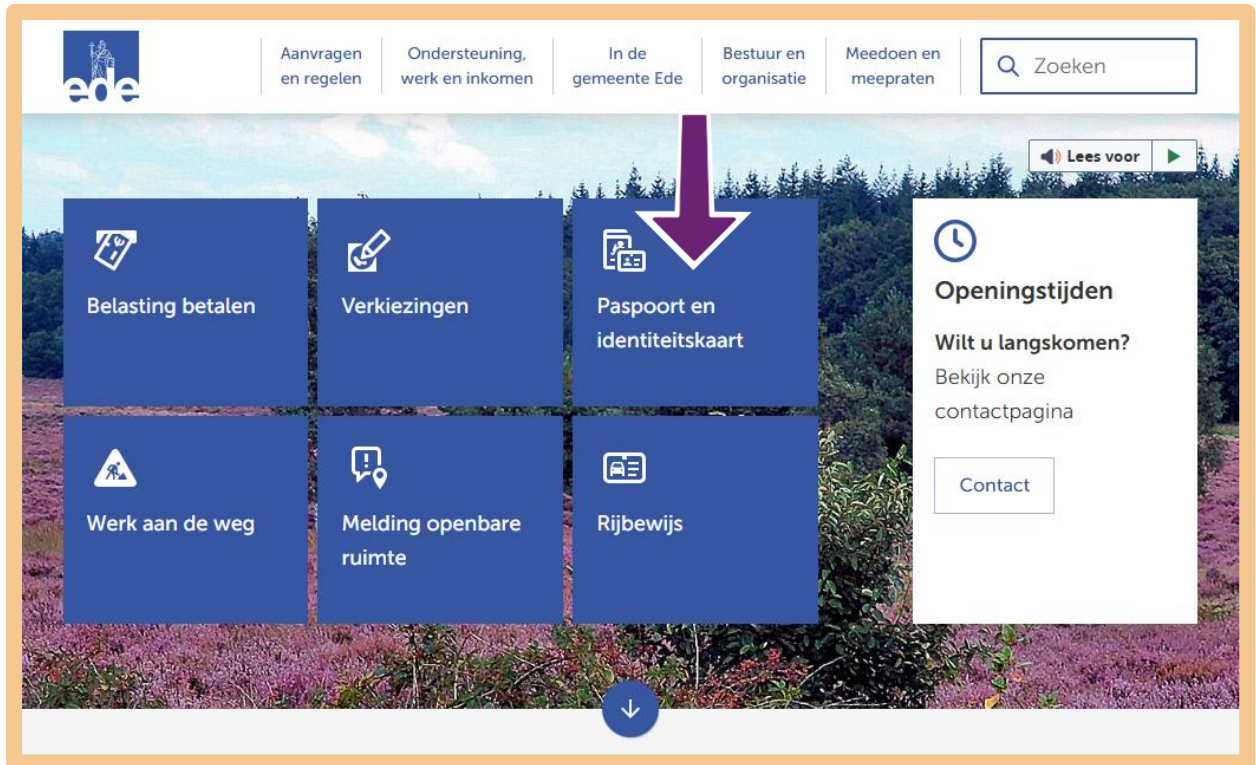 ede
Aanvragen
en regelen
Ondersteuning,
werk en inkomen
In de
gemeente Ede
Bestuur en
organisatie
Meedoen en
meepraten
Zoeken
Lees voor
Belasting betalen
Verkiezingen
Paspoort en
identiteitskaart
Openingstijden
Wilt u langskomen?
Bekijk onze
contactpagina
Contact
Werk aan de weg
Melding openbare
ruimte
Rijbewijs